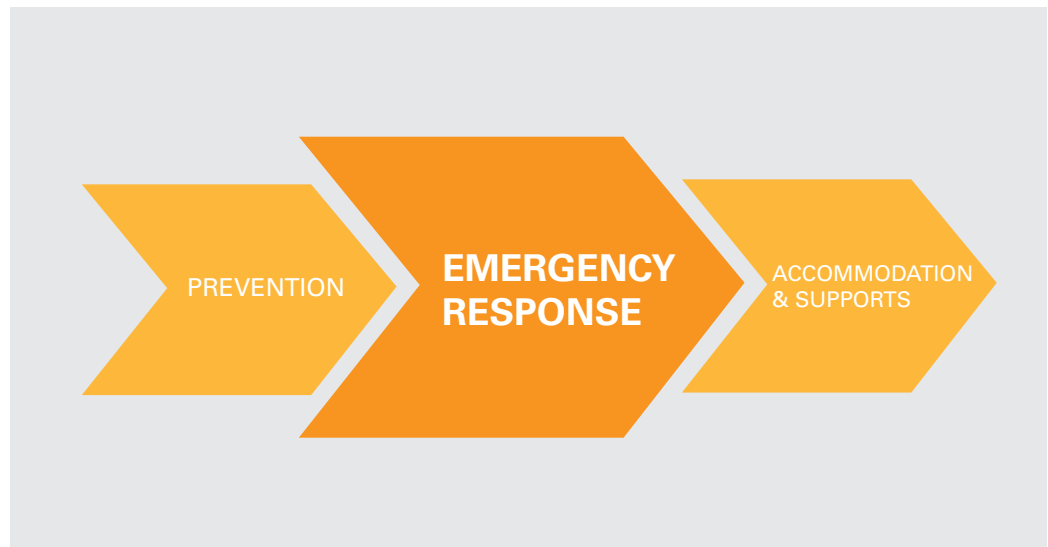 PREVENTION
EMERGENCY
RESPONSE
ACCOMMODATION
& SUPPORTS